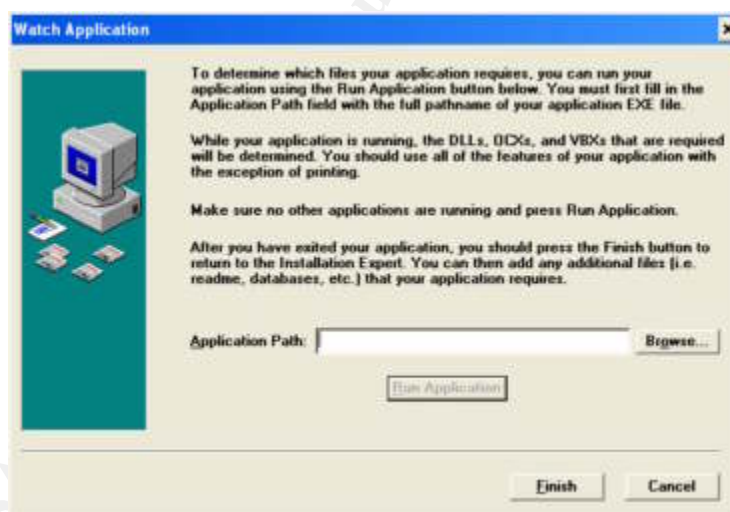 Watch Application
To determine which files your application requires, you can run your
application using the Run Application button below. You must first fill in the
Application Path field with the full pathname of your application EXE file.
While your application is running, the DLLs, OCXs, and VBXs that are required
will be determined. You should use all of the features of your application with
the exception of printing.
Make sure no other applications are running and press Run Application.
After you have exited your application, you should press the Finish button to
return to the Installation Expert. You can then add any additional files (i.e.
readme, databases, etc.) that your application requires.
Application Path:
Browse...
Run Application
Finish
Cancel